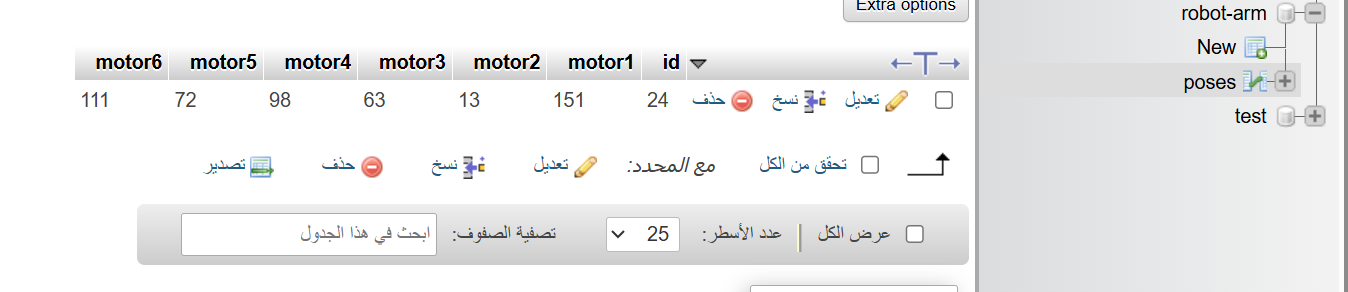 Extra options
id motor1 motor2 motor3 motor4 motor5 motor6
تعديل نسخ حذف 24 151 13 63 98 72 111
تحقق من الكل مع المحدد: تعديل نسخ حذف تصدير
عرض الكل عدد الأسطر: 25 تصفية الصفوف: ابحث في هذا الجدول
robot-arm
New
poses
test